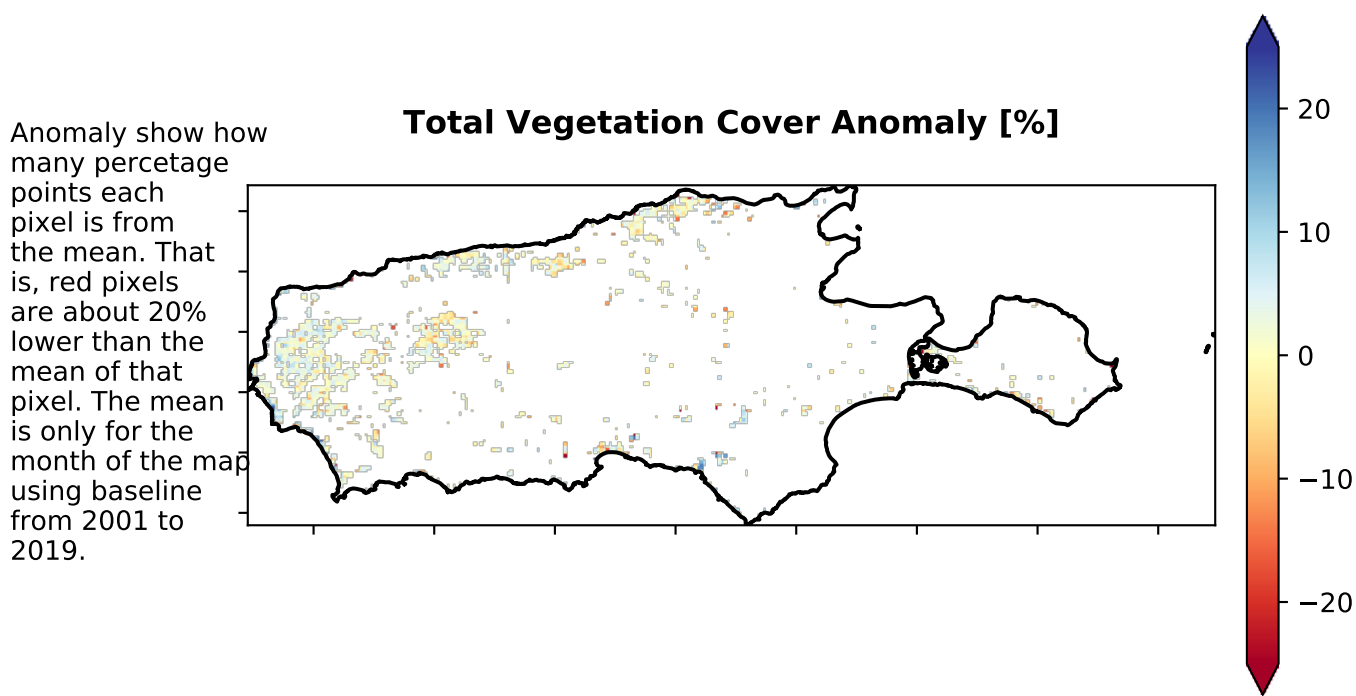 Total Vegetation Cover Anomaly [%]
Anomaly show how
many percetage
points each
pixel is from
the mean. That
is, red pixels
are about 20%
lower than the
mean of that
pixel. The mean
is only for the
month of the map
using baseline
from 2001 to
2019.
20
10
0
−10
−20